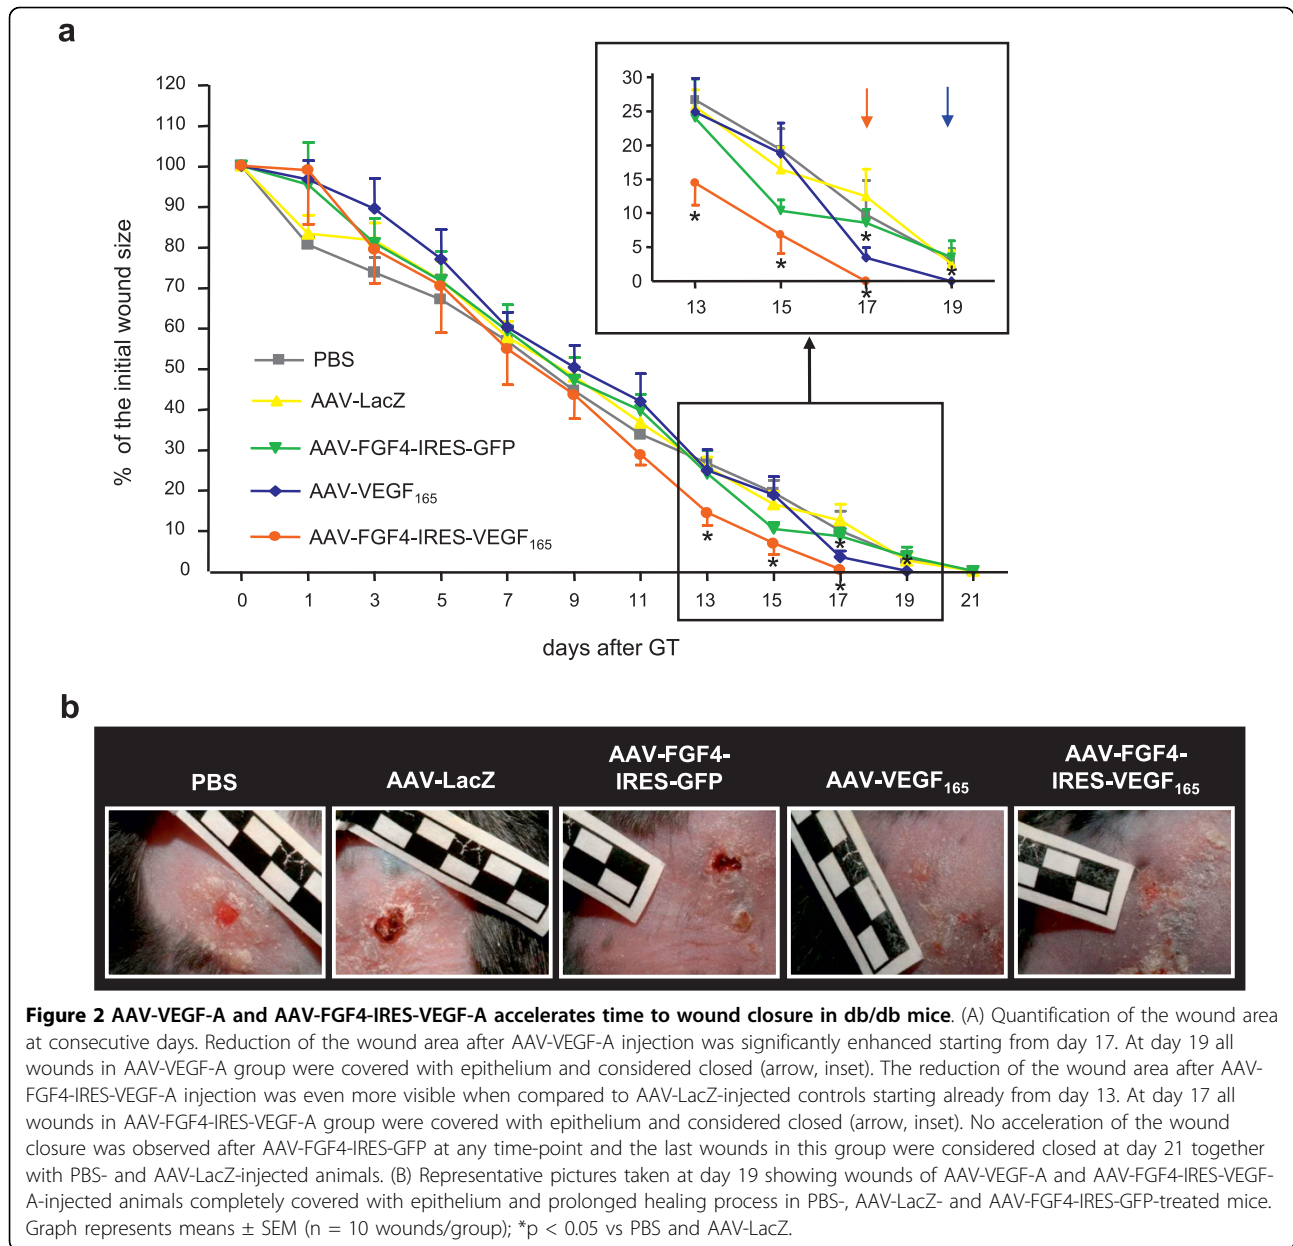 a
120
110
100
90
80
70
60
50
40
30
20
10
0
% of the initial wound size
0 1 3 5 7 9 11 13 15 17 19 21
days after GT
PBS
AAV-LacZ
AAV-FGF4-IRES-GFP
AAV-VEGF165
AAV-FGF4-IRES-VEGF165
* * * * *
30
25
20
15
10
5
0
13 15 17 19
* * * * *
b
PBS
AAV-LacZ
AAV-FGF4-
IRES-GFP
AAV-VEGF165
AAV-FGF4-
IRES-VEGF165
Figure 2 AAV-VEGF-A and AAV-FGF4-IRES-VEGF-A accelerates time to wound closure in db/db mice. (A) Quantification of the wound area
at consecutive days. Reduction of the wound area after AAV-VEGF-A injection was significantly enhanced starting from day 17. At day 19 all
wounds in AAV-VEGF-A group were covered with epithelium and considered closed (arrow, inset). The reduction of the wound area after AAV-
FGF4-IRES-VEGF-A injection was even more visible when compared to AAV-LacZ-injected controls starting already from day 13. At day 17 all
wounds in AAV-FGF4-IRES-VEGF-A group were covered with epithelium and considered closed (arrow, inset). No acceleration of the wound
closure was observed after AAV-FGF4-IRES-GFP at any time-point and the last wounds in this group were considered closed at day 21 together
with PBS- and AAV-LacZ-injected animals. (B) Representative pictures taken at day 19 showing wounds of AAV-VEGF-A and AAV-FGF4-IRES-VEGF-
A-injected animals completely covered with epithelium and prolonged healing process in PBS-, AAV-LacZ- and AAV-FGF4-IRES-GFP-treated mice.
Graph represents means ± SEM (n = 10 wounds/group); *p < 0.05 vs PBS and AAV-LacZ.